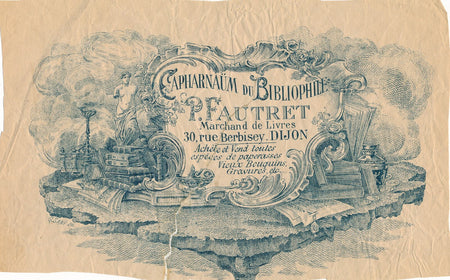 Capharnaüm du Bibliophile
P. Fautret
Marchand de Livres
30, rue Berbisey, DIJON
Achète et Vend toutes
espèces de paperasses
Vieux Bouquins,
Gravures, etc.